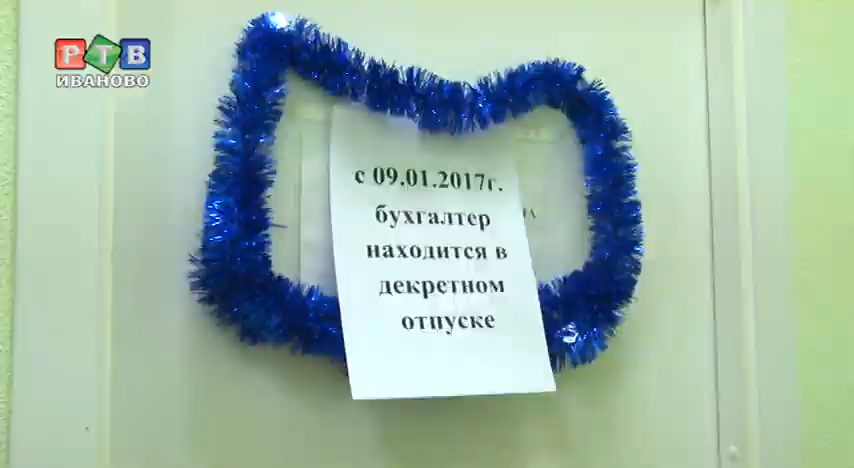 РТВ
ИВАНОВО
с 09.01.2017г.
бухгалтер
находится в
декретном
отпуске